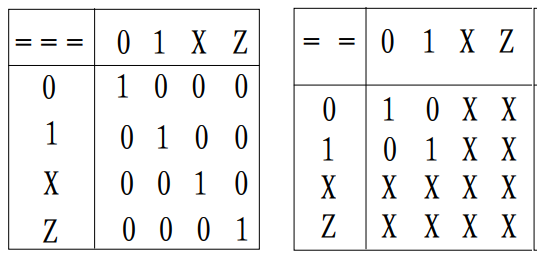 = = = 0 1 X Z
0 1 0 0 0
1 0 1 0 0
X 0 0 1 0
Z 0 0 0 1
= = 0 1 X Z
0 1 0 X X
1 0 1 X X
X X X X X
Z X X X X